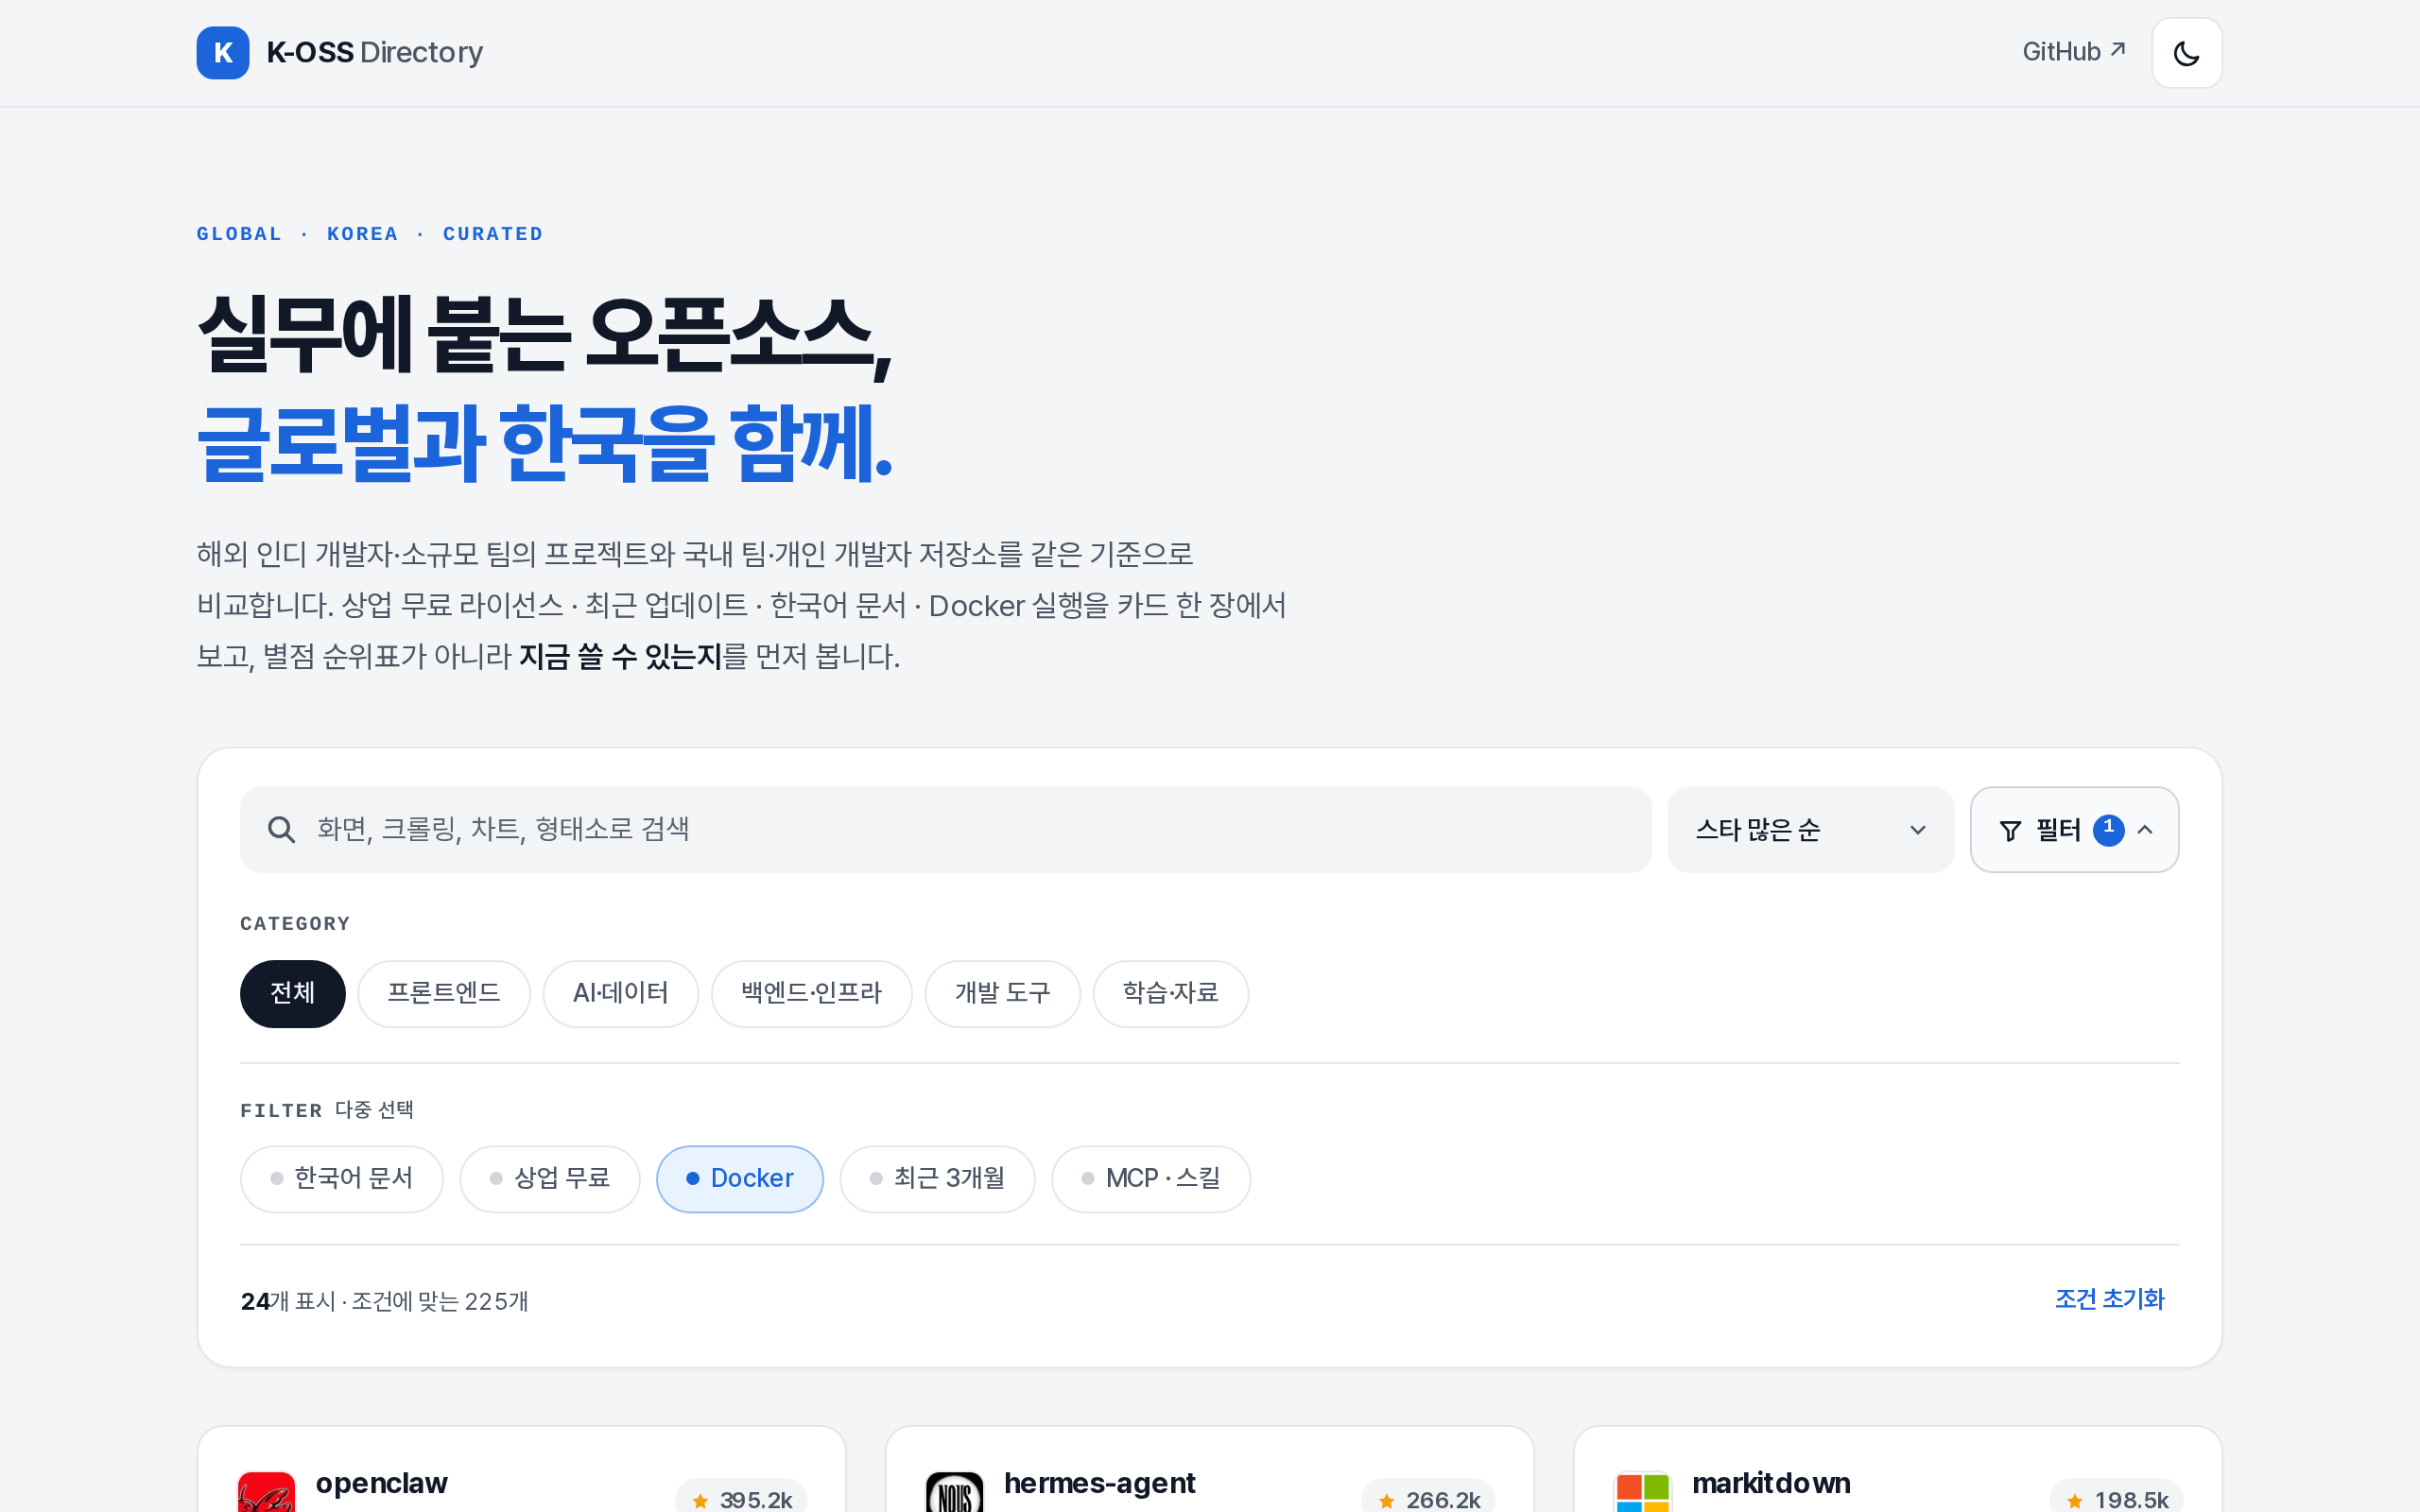 K K-OSS Directory
GitHub ↗
GLOBAL · KOREA · CURATED
실무에 붙는 오픈소스,
글로벌과 한국을 함께.
해외 인디 개발자·소규모 팀의 프로젝트와 국내 팀·개인 개발자 저장소를 같은 기준으로
비교합니다. 상업 무료 라이선스 · 최근 업데이트 · 한국어 문서 · Docker 실행을 카드 한 장에서
보고, 별점 순위표가 아니라 지금 쓸 수 있는지를 먼저 봅니다.
화면, 크롤링, 차트, 형태소로 검색
스타 많은 순
필터 1
CATEGORY
전체 프론트엔드 AI·데이터 백엔드·인프라 개발 도구 학습·자료
FILTER 다중 선택
한국어 문서 상업 무료 Docker 최근 3개월 MCP · 스킬
24개 표시 · 조건에 맞는 225개
조건 초기화
openclaw
395.2k
NOUS
hermes-agent
266.2k
markitdown
198.5k